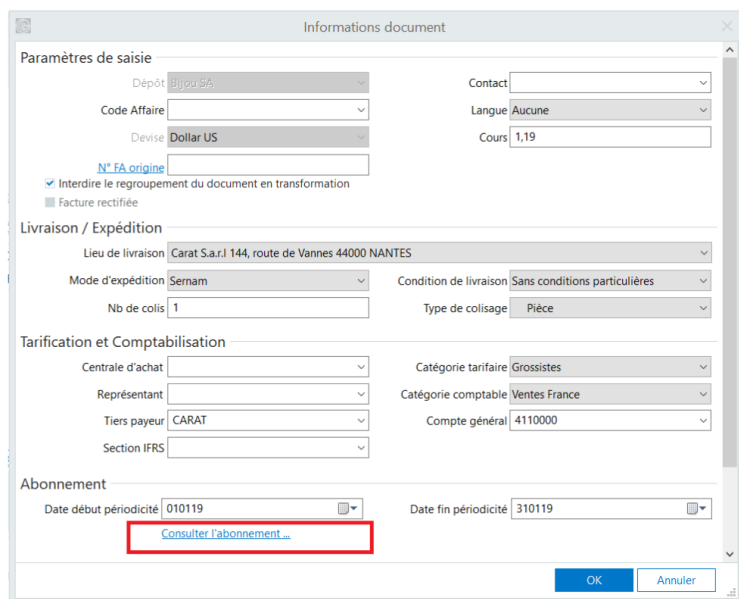 Informations document
Paramètres de saisie
Dépôt Bijou SA
Contact
Code Affaire
Langue Aucune
Devise Dollar US
Cours 1,19
N° FA origine
Interdire le regroupement du document en transformation
Facture rectifiée
Livraison / Expédition
Lieu de livraison Carat S.a.r.l 144, route de Vannes 44000 NANTES
Mode d'expédition Sernam
Condition de livraison Sans conditions particulières
Nb de colis 1
Type de colisage Pièce
Tarification et Comptabilisation
Centrale d'achat
Catégorie tarifaire Grossistes
Représentant
Catégorie comptable Ventes France
Tiers payeur CARAT
Compte général 4110000
Section IFRS
Abonnement
Date début périodicité 010119
Date fin périodicité 310119
Consulter l'abonnement ...
OK
Annuler